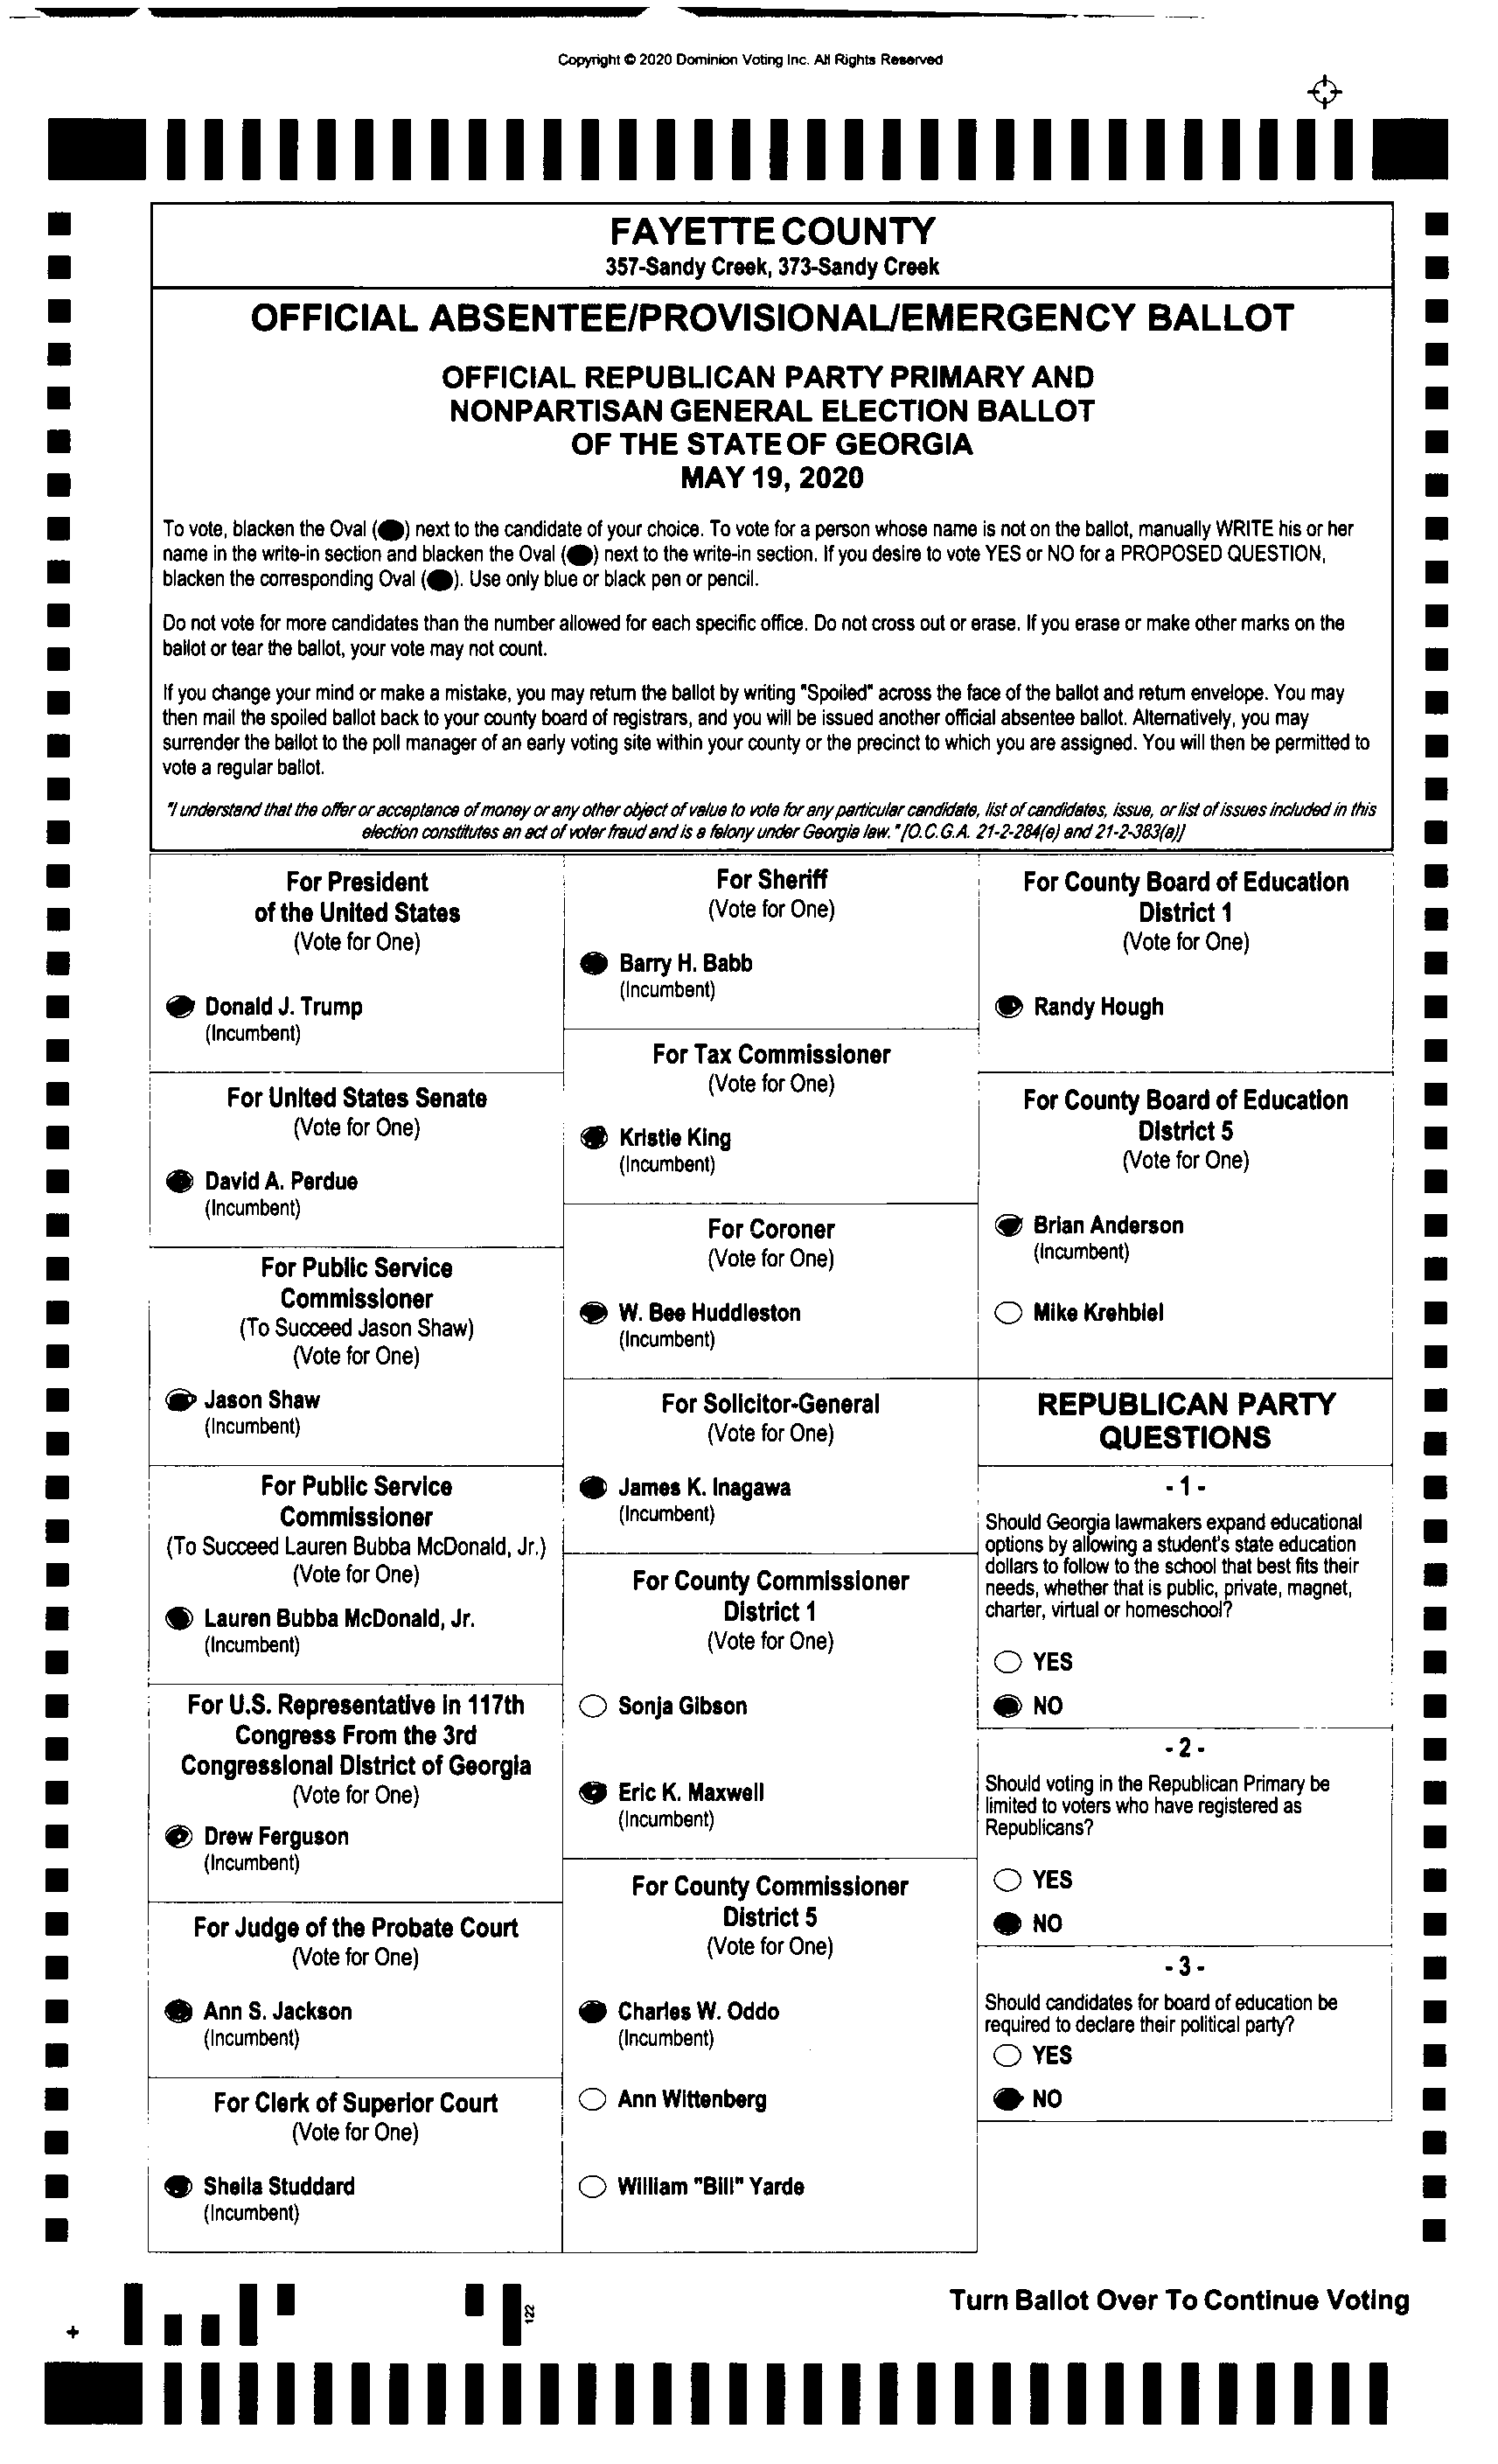 Copyright © 2020 Dominion Voting Inc. All Rights Reserved
FAYETTE COUNTY
357-Sandy Creek, 373-Sandy Creek
OFFICIAL ABSENTEE/PROVISIONAL/EMERGENCY BALLOT
OFFICIAL REPUBLICAN PARTY PRIMARY AND
NONPARTISAN GENERAL ELECTION BALLOT
OF THE STATE OF GEORGIA
MAY 19, 2020
To vote, blacken the Oval () next to the candidate of your choice. To vote for a person whose name is not on the ballot, manually WRITE his or her
name in the write-in section and blacken the Oval () next to the write-in section. If you desire to vote YES or NO for a PROPOSED QUESTION,
blacken the corresponding Oval (). Use only blue or black pen or pencil.
Do not vote for more candidates than the number allowed for each specific office. Do not cross out or erase. If you erase or make other marks on the
ballot or tear the ballot, your vote may not count.
If you change your mind or make a mistake, you may return the ballot by writing "Spoiled" across the face of the ballot and return envelope. You may
then mail the spoiled ballot back to your county board of registrars, and you will be issued another official absentee ballot. Alternatively, you may
surrender the ballot to the poll manager of an early voting site within your county or the precinct to which you are assigned. You will then be permitted to
vote a regular ballot.
"I understand that the offer or acceptance of money or any other object of value to vote for any particular candidate, list of candidates, issue, or list of issues included in this
election constitutes an act of voter fraud and is a felony under Georgia law." [O.C.G.A. 21-2-284(e) and 21-2-383(a)]
For President
of the United States
(Vote for One)
Donald J. Trump
(Incumbent)
For United States Senate
(Vote for One)
David A. Perdue
(Incumbent)
For Public Service
Commissioner
(To Succeed Jason Shaw)
(Vote for One)
Jason Shaw
(Incumbent)
For Public Service
Commissioner
(To Succeed Lauren Bubba McDonald, Jr.)
(Vote for One)
Lauren Bubba McDonald, Jr.
(Incumbent)
For U.S. Representative in 117th
Congress From the 3rd
Congressional District of Georgia
(Vote for One)
Drew Ferguson
(Incumbent)
For Judge of the Probate Court
(Vote for One)
Ann S. Jackson
(Incumbent)
For Clerk of Superior Court
(Vote for One)
Sheila Studdard
(Incumbent)
For Sheriff
(Vote for One)
Barry H. Babb
(Incumbent)
For Tax Commissioner
(Vote for One)
Kristie King
(Incumbent)
For Coroner
(Vote for One)
W. Bee Huddleston
(Incumbent)
For Solicitor-General
(Vote for One)
James K. Inagawa
(Incumbent)
For County Commissioner
District 1
(Vote for One)
Sonja Gibson
Eric K. Maxwell
(Incumbent)
For County Commissioner
District 5
(Vote for One)
Charles W. Oddo
(Incumbent)
Ann Wittenberg
William "Bill" Yarde
For County Board of Education
District 1
(Vote for One)
Randy Hough
For County Board of Education
District 5
(Vote for One)
Brian Anderson
(Incumbent)
Mike Krehbiel
REPUBLICAN PARTY
QUESTIONS
- 1 -
Should Georgia lawmakers expand educational
options by allowing a student's state education
dollars to follow to the school that best fits their
needs, whether that is public, private, magnet,
charter, virtual or homeschool?
YES
NO
- 2 -
Should voting in the Republican Primary be
limited to voters who have registered as
Republicans?
YES
NO
- 3 -
Should candidates for board of education be
required to declare their political party?
YES
NO
122
Turn Ballot Over To Continue Voting